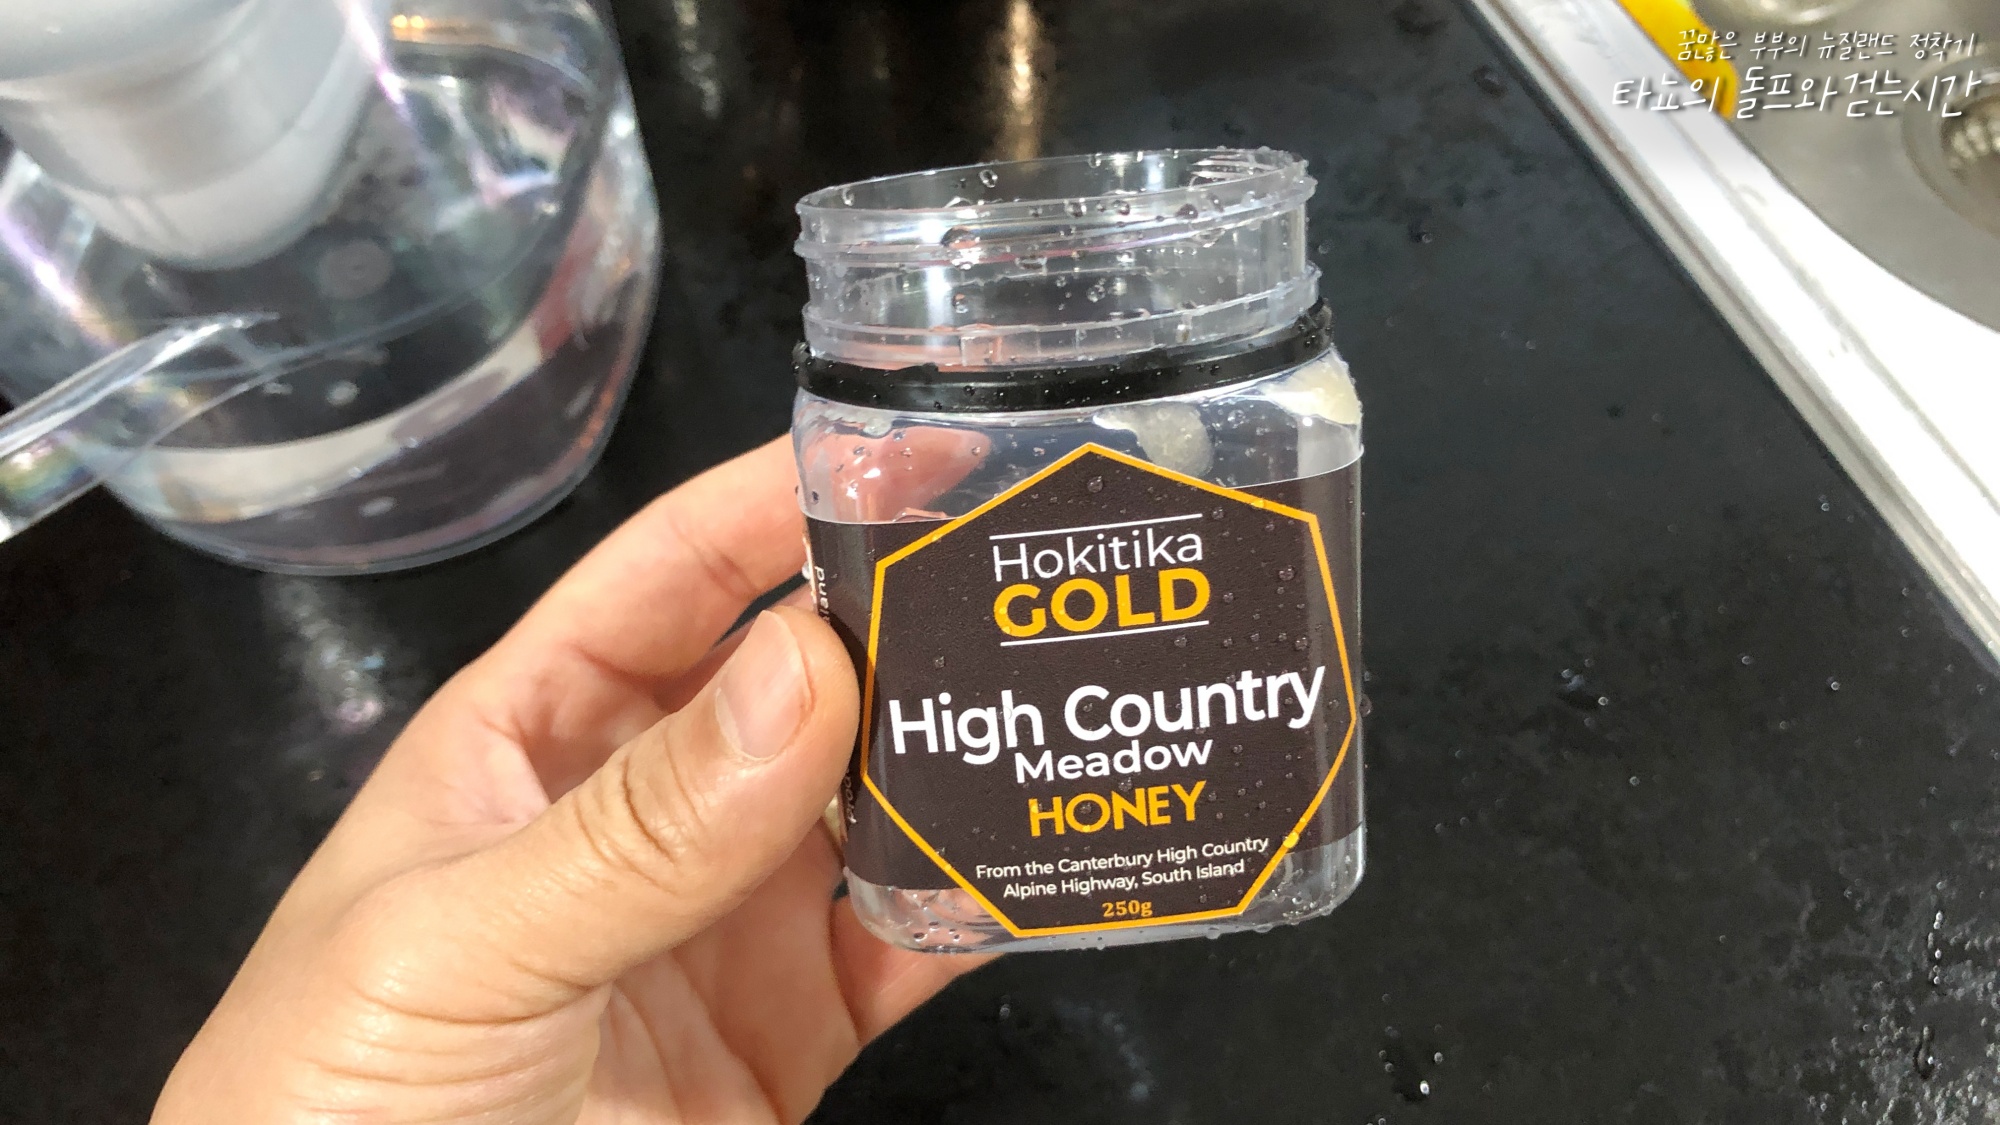 꿈많은 부부의 뉴질랜드 정착기
타뇨의 돌프와걷는시간
Hokitika
GOLD
High Country
Meadow
HONEY
From the Canterbury High Country
Alpine Highway, South Island
250g